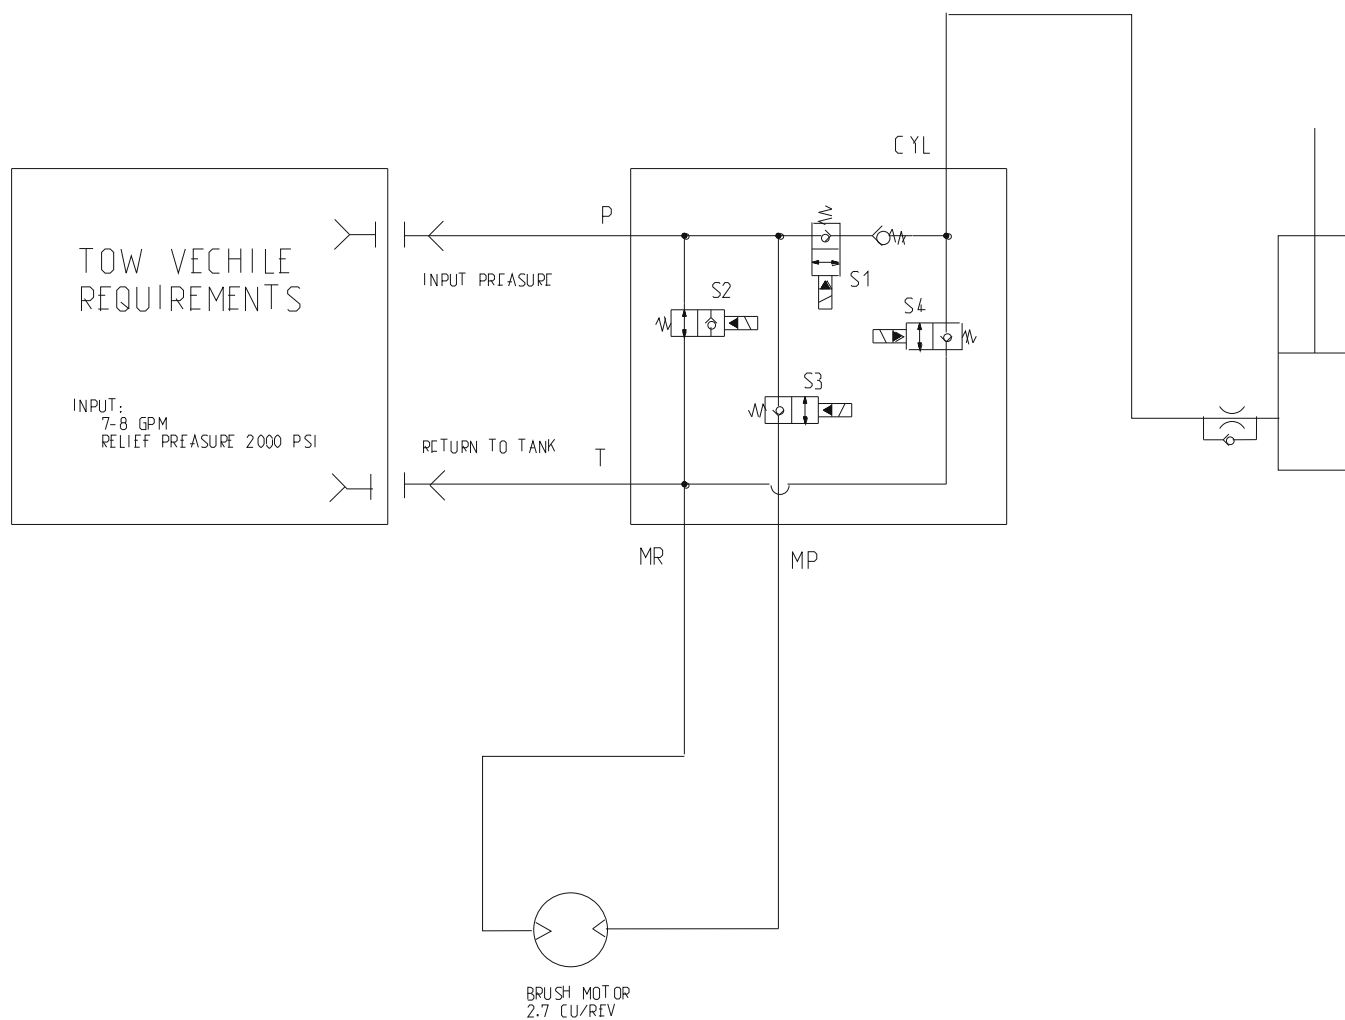 CYL
P
TOW VECHILE
REQUIREMENTS
INPUT PREASURE
S1
S2
S4
S3
INPUT:
7-8 GPM
RELIEF PREASURE 2000 PSI
RETURN TO TANK
T
MR
MP
BRUSH MOTOR
2.7 CU/REV